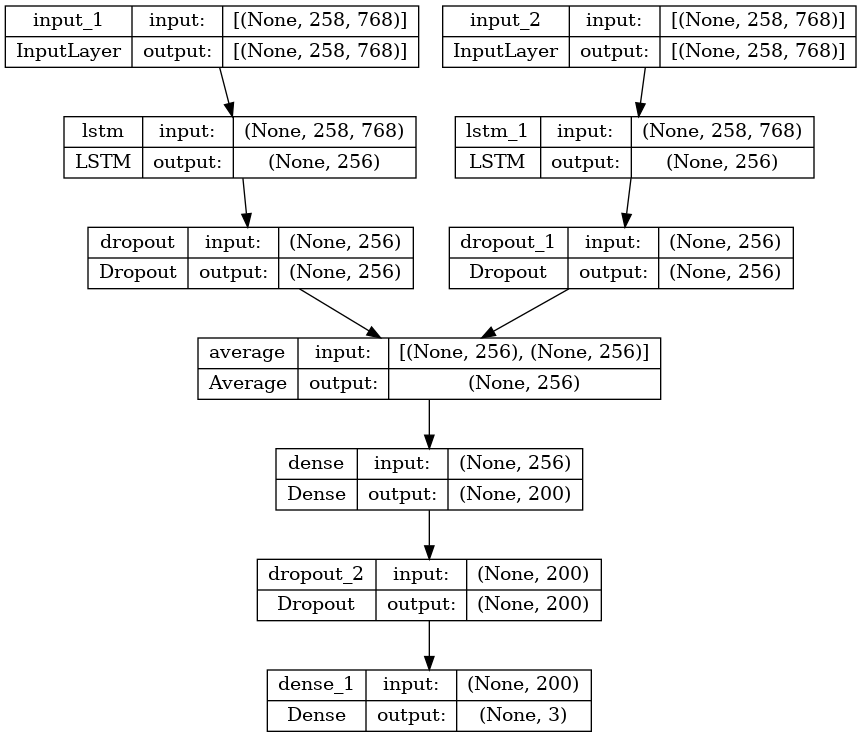 input_1 input: [(None, 258, 768)]
InputLayer output: [(None, 258, 768)]
input_2 input: [(None, 258, 768)]
InputLayer output: [(None, 258, 768)]
lstm input: (None, 258, 768)
LSTM output: (None, 256)
lstm_1 input: (None, 258, 768)
LSTM output: (None, 256)
dropout input: (None, 256)
Dropout output: (None, 256)
dropout_1 input: (None, 256)
Dropout output: (None, 256)
average input: [(None, 256), (None, 256)]
Average output: (None, 256)
dense input: (None, 256)
Dense output: (None, 200)
dropout_2 input: (None, 200)
Dropout output: (None, 200)
dense_1 input: (None, 200)
Dense output: (None, 3)